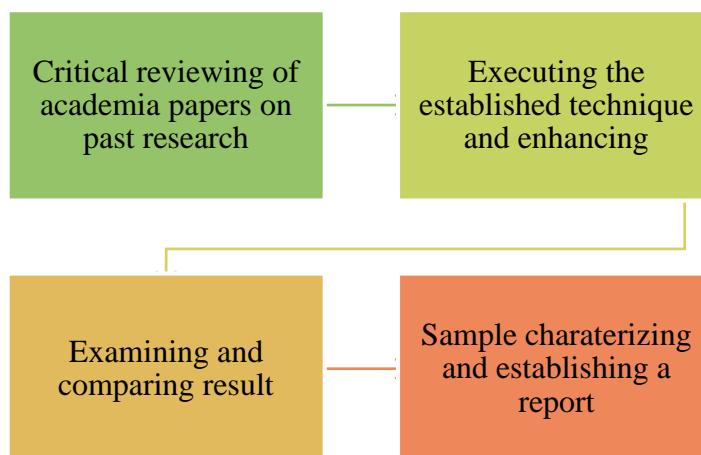 Critical reviewing of
academia papers on
past research
Executing the
established technique
and enhancing
Examining and
comparing result
Sample charaterizing
and establishing a
report